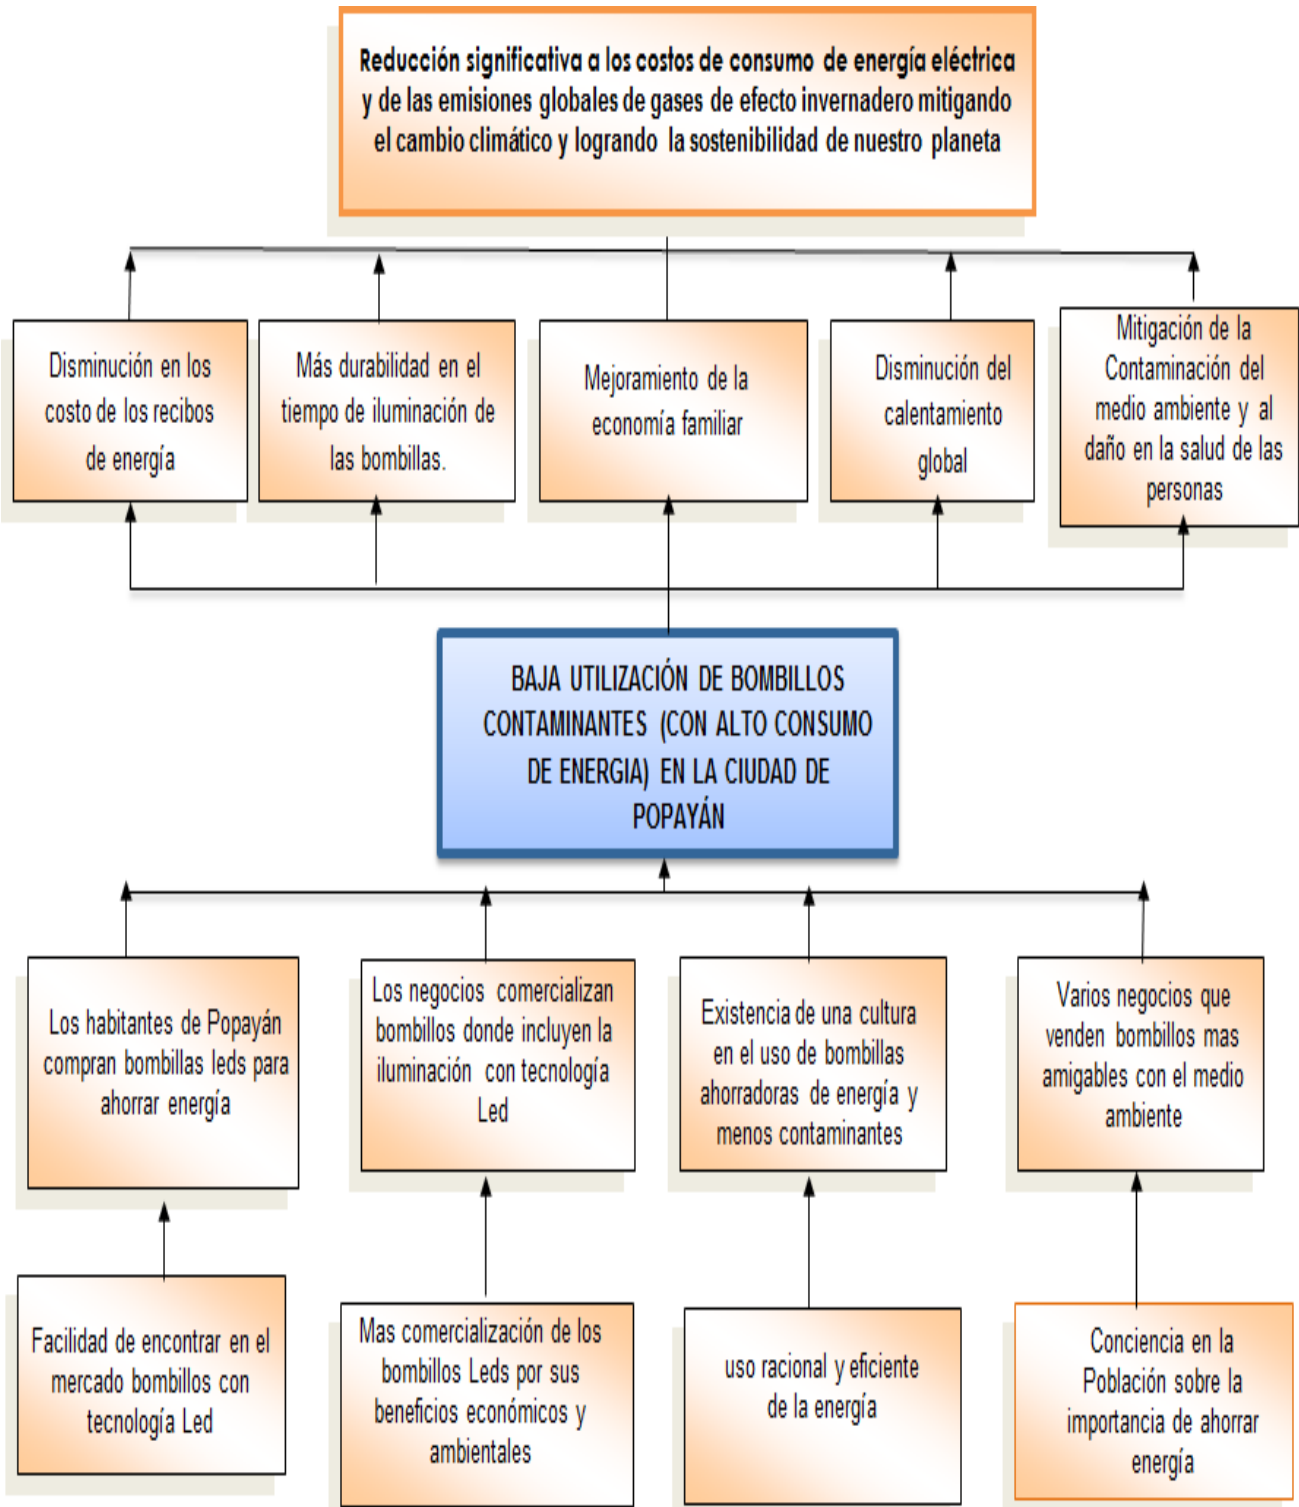 Reducción significativa a los costos de consumo de energía eléctrica
y de las emisiones globales de gases de efecto invernadero mitigando
el cambio climático y logrando la sostenibilidad de nuestro planeta
Disminución en los
costo de los recibos
de energía
Más durabilidad en el
tiempo de iluminación de
las bombillas.
Mejoramiento de la
economía familiar
Disminución del
calentamiento
global
Mitigación de la
Contaminación del
medio ambiente y al
daño en la salud de las
personas
BAJA UTILIZACIÓN DE BOMBILLOS
CONTAMINANTES (CON ALTO CONSUMO
DE ENERGIA) EN LA CIUDAD DE
POPAYÁN
Los habitantes de Popayán
compran bombillas leds para
ahorrar energía
Los negocios comercializan
bombillos donde incluyen la
iluminación con tecnología
Led
Existencia de una cultura
en el uso de bombillas
ahorradoras de energía y
menos contaminantes
Varios negocios que
venden bombillos mas
amigables con el medio
ambiente
Facilidad de encontrar en el
mercado bombillos con
tecnología Led
Mas comercialización de los
bombillos Leds por sus
beneficios económicos y
ambientales
uso racional y eficiente
de la energía
Conciencia en la
Población sobre la
importancia de ahorrar
energía